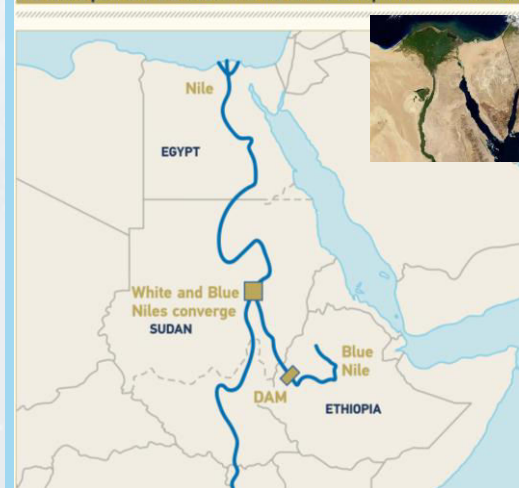 Nile
EGYPT
White and Blue
Niles converge
SUDAN
Blue
Nile
DAM
ETHIOPIA